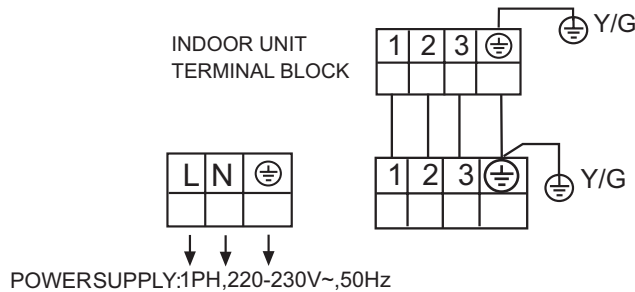 Y/G
INDOOR UNIT
TERMINAL BLOCK
1 2 3
L N
1 2 3
Y/G
POWERSUPPLY:1PH,220-230V~,50Hz